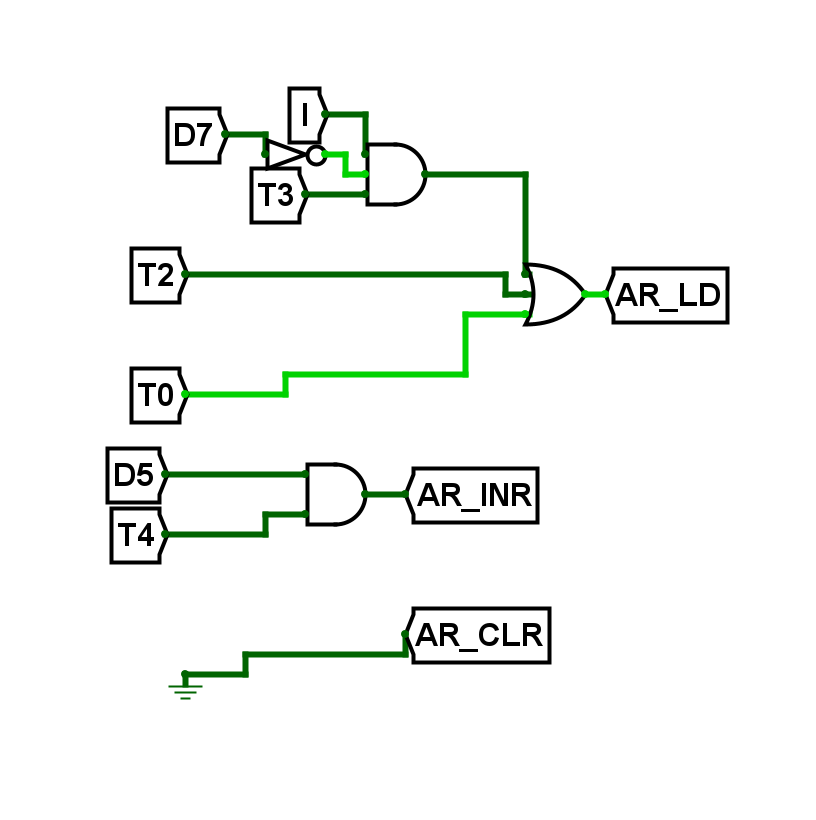 I
D7
T3
T2
AR_LD
T0
D5
AR_INR
T4
AR_CLR